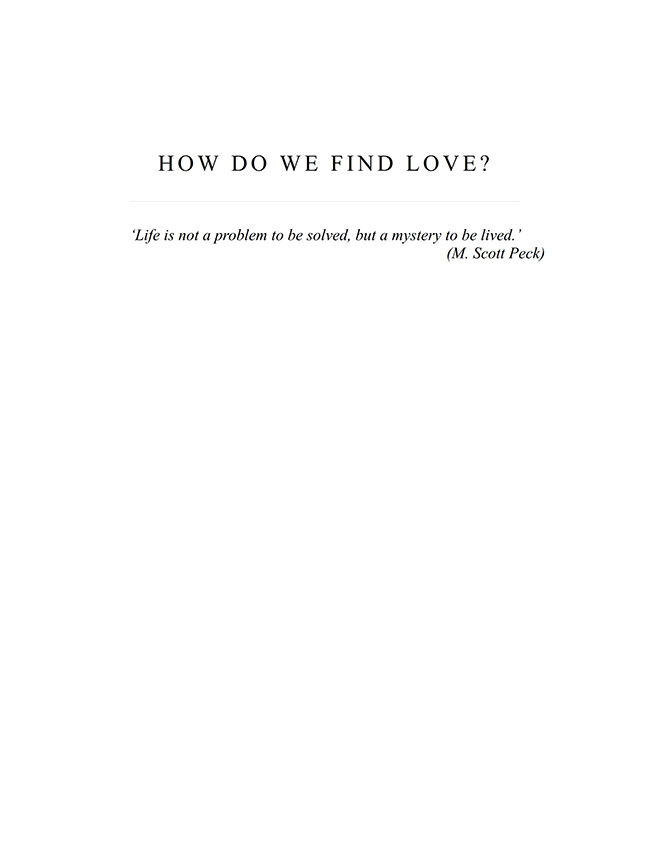 HOW DO WE FIND LOVE?
‘Life is not a problem to be solved, but a mystery to be lived.’
(M. Scott Peck)